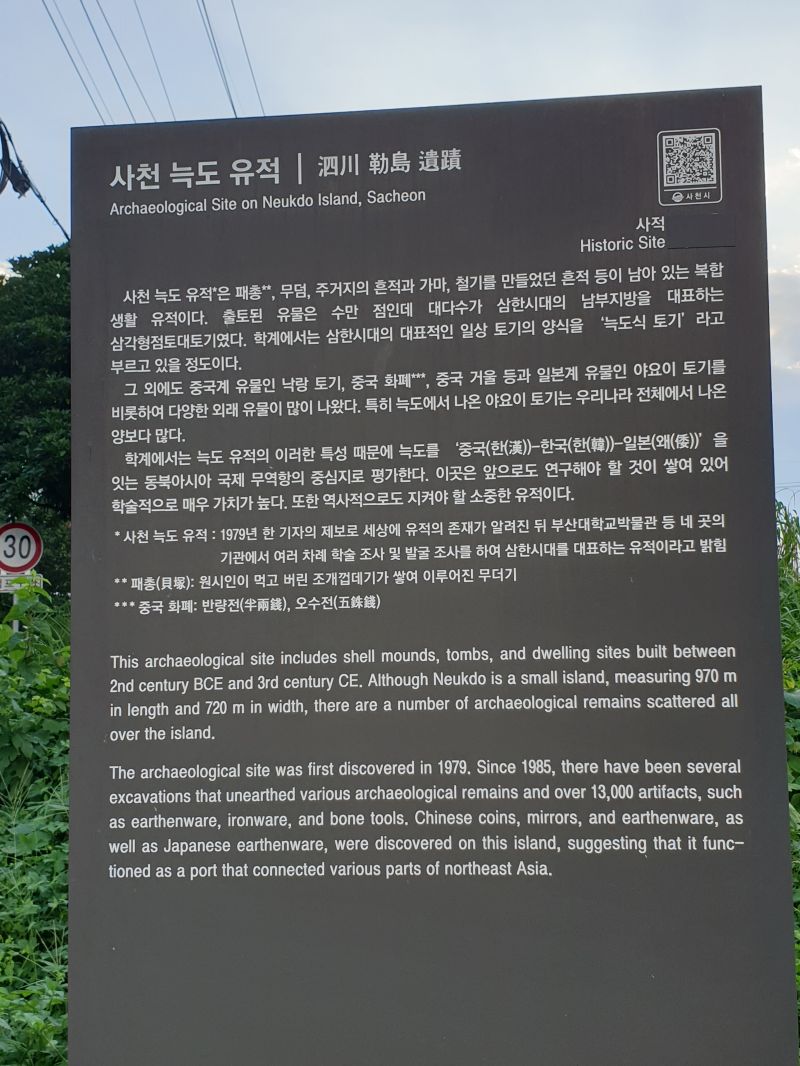 사천 늑도 유적 | 泗川 勒島 遺蹟
Archaeological Site on Neukdo Island, Sacheon
사천시
사적
Historic Site
사천 늑도 유적*은 패총**, 무덤, 주거지의 흔적과 가마, 철기를 만들었던 흔적 등이 남아 있는 복합
생활 유적이다. 출토된 유물은 수만 점인데 대다수가 삼한시대의 남부지방을 대표하는
삼각형점토대토기였다. 학계에서는 삼한시대의 대표적인 일상 토기의 양식을 ‘늑도식 토기’ 라고
부르고 있을 정도이다.
그 외에도 중국계 유물인 낙랑 토기, 중국 화폐***, 중국 거울 등과 일본계 유물인 야요이 토기를
비롯하여 다양한 외래 유물이 많이 나왔다. 특히 늑도에서 나온 야요이 토기는 우리나라 전체에서 나온
양보다 많다.
학계에서는 늑도 유적의 이러한 특성 때문에 늑도를 ‘중국(한(漢))-한국(한(韓))-일본(왜(倭))’ 을
잇는 동북아시아 국제 무역항의 중심지로 평가한다. 이곳은 앞으로도 연구해야 할 것이 쌓여 있어
학술적으로 매우 가치가 높다. 또한 역사적으로도 지켜야 할 소중한 유적이다.
* 사천 늑도 유적 : 1979년 한 기자의 제보로 세상에 유적의 존재가 알려진 뒤 부산대학교박물관 등 네 곳의
기관에서 여러 차례 학술 조사 및 발굴 조사를 하여 삼한시대를 대표하는 유적이라고 밝힘
** 패총(貝塚): 원시인이 먹고 버린 조개껍데기가 쌓여 이루어진 무더기
*** 중국 화폐: 반량전(半兩錢), 오수전(五銖錢)
30
This archaeological site includes shell mounds, tombs, and dwelling sites built between
2nd century BCE and 3rd century CE. Although Neukdo is a small island, measuring 970 m
in length and 720 m in width, there are a number of archaeological remains scattered all
over the island.
The archaeological site was first discovered in 1979. Since 1985, there have been several
excavations that unearthed various archaeological remains and over 13,000 artifacts, such
as earthenware, ironware, and bone tools. Chinese coins, mirrors, and earthenware, as
well as Japanese earthenware, were discovered on this island, suggesting that it func-
tioned as a port that connected various parts of northeast Asia.